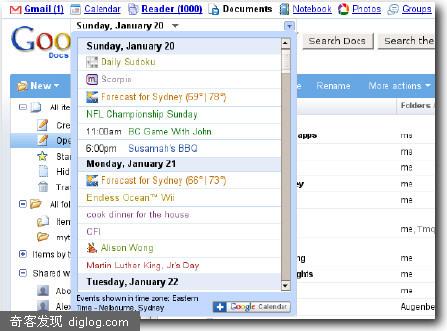 Gmail (1) Calendar Reader (1000) Documents Notebook Photos Groups
Sunday, January 20
Goo
Docs
Search Docs Search the
New Rename More actions
Folders
Sunday, January 20
Daily Sudoku
Scorpio
Forecast for Sydney (59° | 78°)
NFL Championship Sunday
11:00am BC Game With John
6:00pm Susannah's BBQ
Monday, January 21
Forecast for Sydney (66° | 73°)
Endless Ocean™ Wii
cook dinner for the house
CFI
Alison Wong
Martin Luther King, Jr's Day
Tuesday, January 22
Events shown in time zone: Eastern
Time - Melbourne, Sydney
Google Calendar
All ite
Cre
Ope
Star
Hid
Tra
All fol
Item
myt
Items by t
Shared w
Abo
Alex
apps
me
me
me
me, Tmo
me
me
me
me
Augenber
me
奇客发现 diglog.com